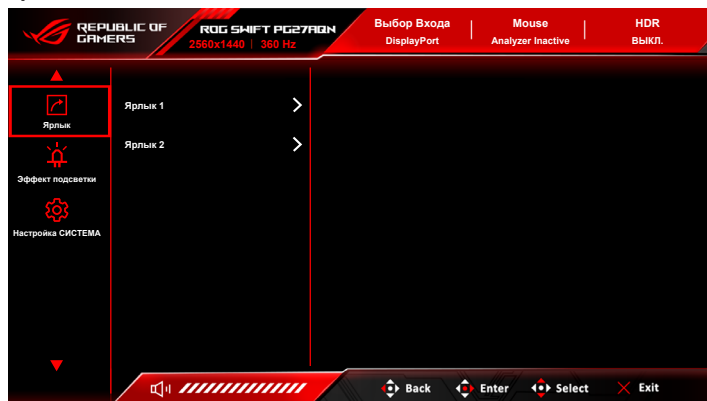 REPUBLIC OF
GAMERS
ROG SWIFT PG27AQN
2560x1440 | 360 Hz
Выбор Входа
DisplayPort
Mouse
Analyzer Inactive
HDR
ВЫКЛ.
Ярлык
Эффект подсветки
Настройка СИСТЕМА
Ярлык 1
Ярлык 2
Back
Enter
Select
Exit